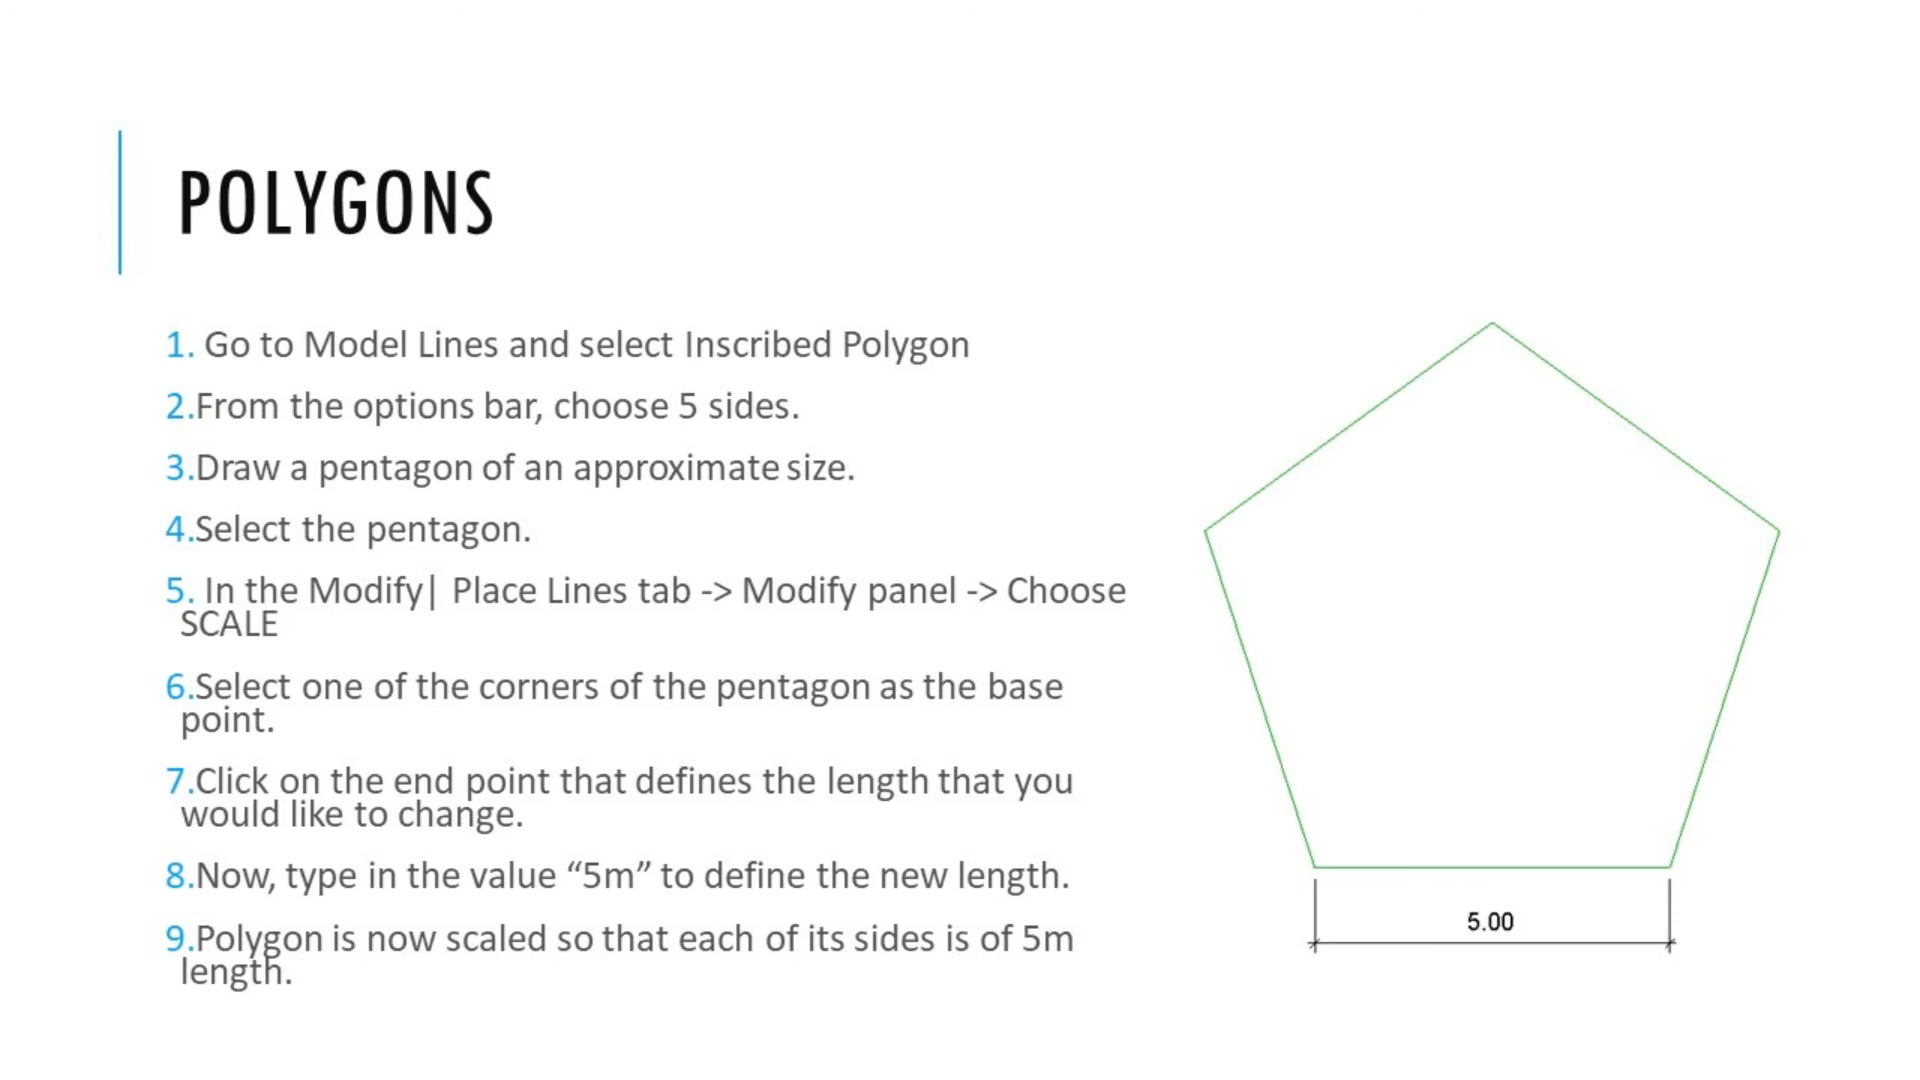 POLYGONS
1. Go to Model Lines and select Inscribed Polygon
2.From the options bar, choose 5 sides.
3.Draw a pentagon of an approximate size.
4.Select the pentagon.
5. In the Modify| Place Lines tab -> Modify panel -> Choose
SCALE
6.Select one of the corners of the pentagon as the base
point.
7.Click on the end point that defines the length that you
would like to change.
8.Now, type in the value “5m” to define the new length.
9.Polygon is now scaled so that each of its sides is of 5m
length.
5.00